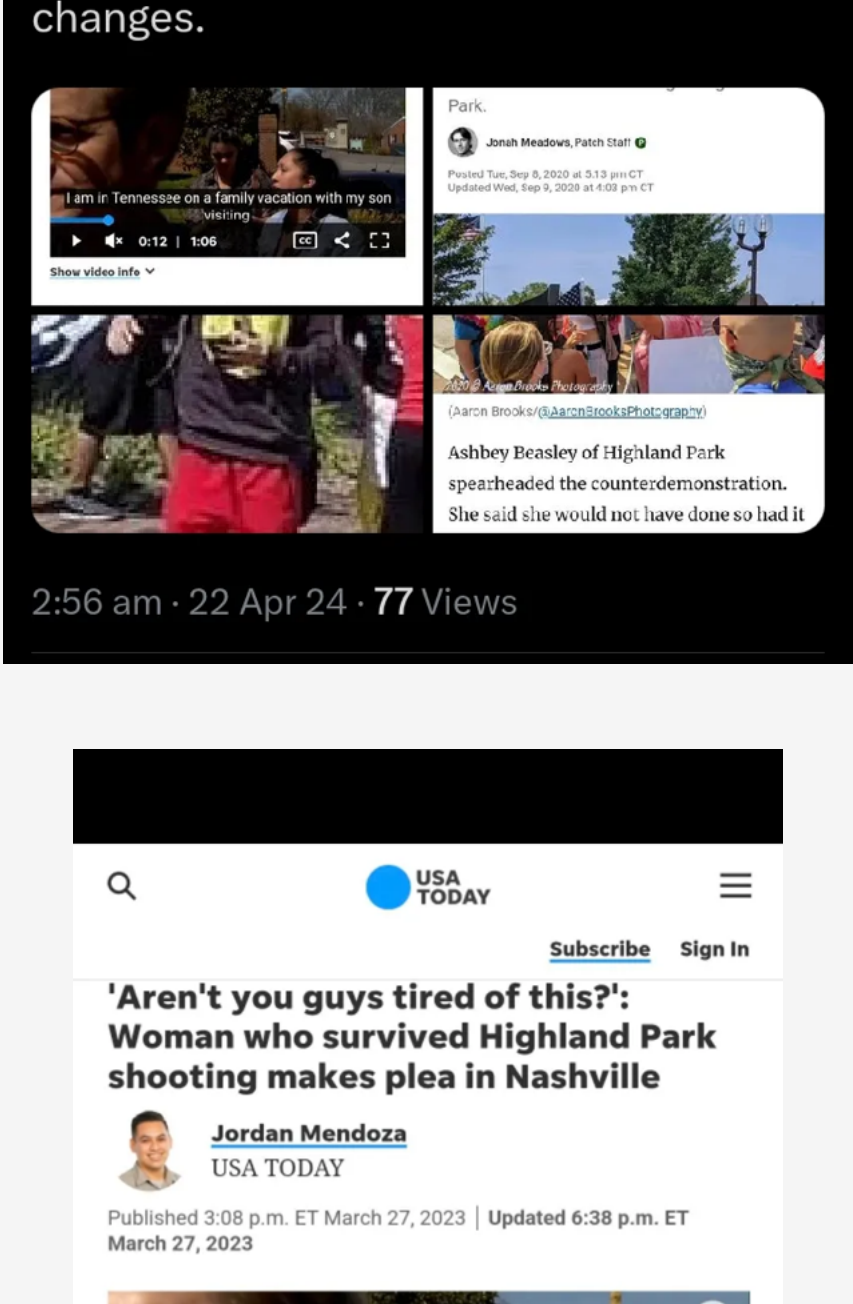 changes.
I am in Tennessee on a family vacation with my son
visiting
0:12 | 1:06
CC
Show video info
Park.
Jonah Meadows, Patch Staff
Posted Tue, Sep 8, 2020 at 5:13 pm CT
Updated Wed, Sep 9, 2020 at 4:03 pm CT
2020 © Aaron Brooks Photography
(Aaron Brooks/@AaronBrooksPhotography)
Ashbey Beasley of Highland Park
spearheaded the counterdemonstration.
She said she would not have done so had it
2:56 am · 22 Apr 24 · 77 Views
USA
TODAY
Subscribe Sign In
'Aren't you guys tired of this?':
Woman who survived Highland Park
shooting makes plea in Nashville
Jordan Mendoza
USA TODAY
Published 3:08 p.m. ET March 27, 2023 | Updated 6:38 p.m. ET
March 27, 2023